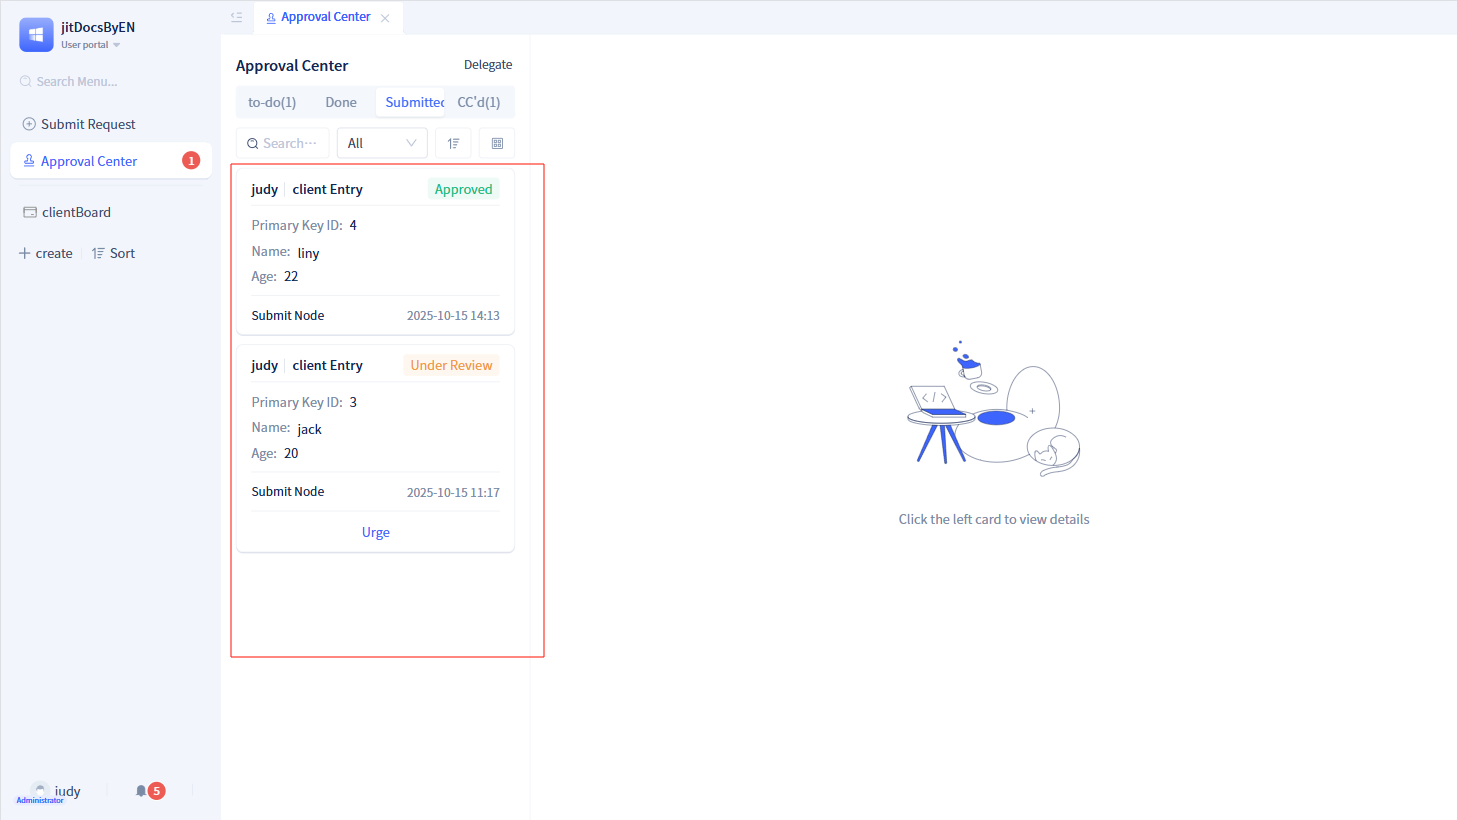 jitDocsByEN
User portal
Search Menu...
Submit Request
Approval Center
1
clientBoard
create
Sort
judy
Administrator
5
Approval Center
Approval Center
Delegate
to-do(1)
Done
Submitted
CC'd(1)
Search···
All
judy client Entry
Approved
Primary Key ID: 4
Name: liny
Age: 22
Submit Node 2025-10-15 14:13
judy client Entry
Under Review
Primary Key ID: 3
Name: jack
Age: 20
Submit Node 2025-10-15 11:17
Urge
</>
Click the left card to view details